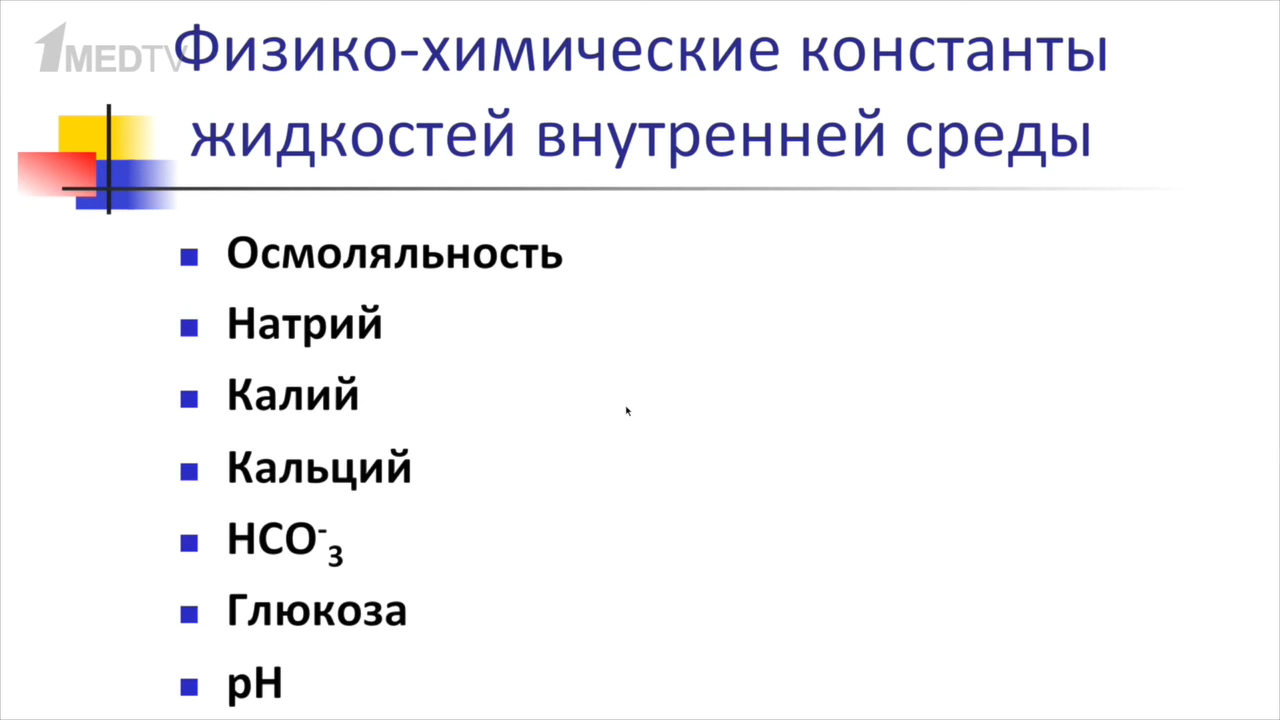 1MEDTV
Физико-химические константы
жидкостей внутренней среды
Осмоляльность
Натрий
Калий
Кальций
HCO⁻₃
Глюкоза
pH